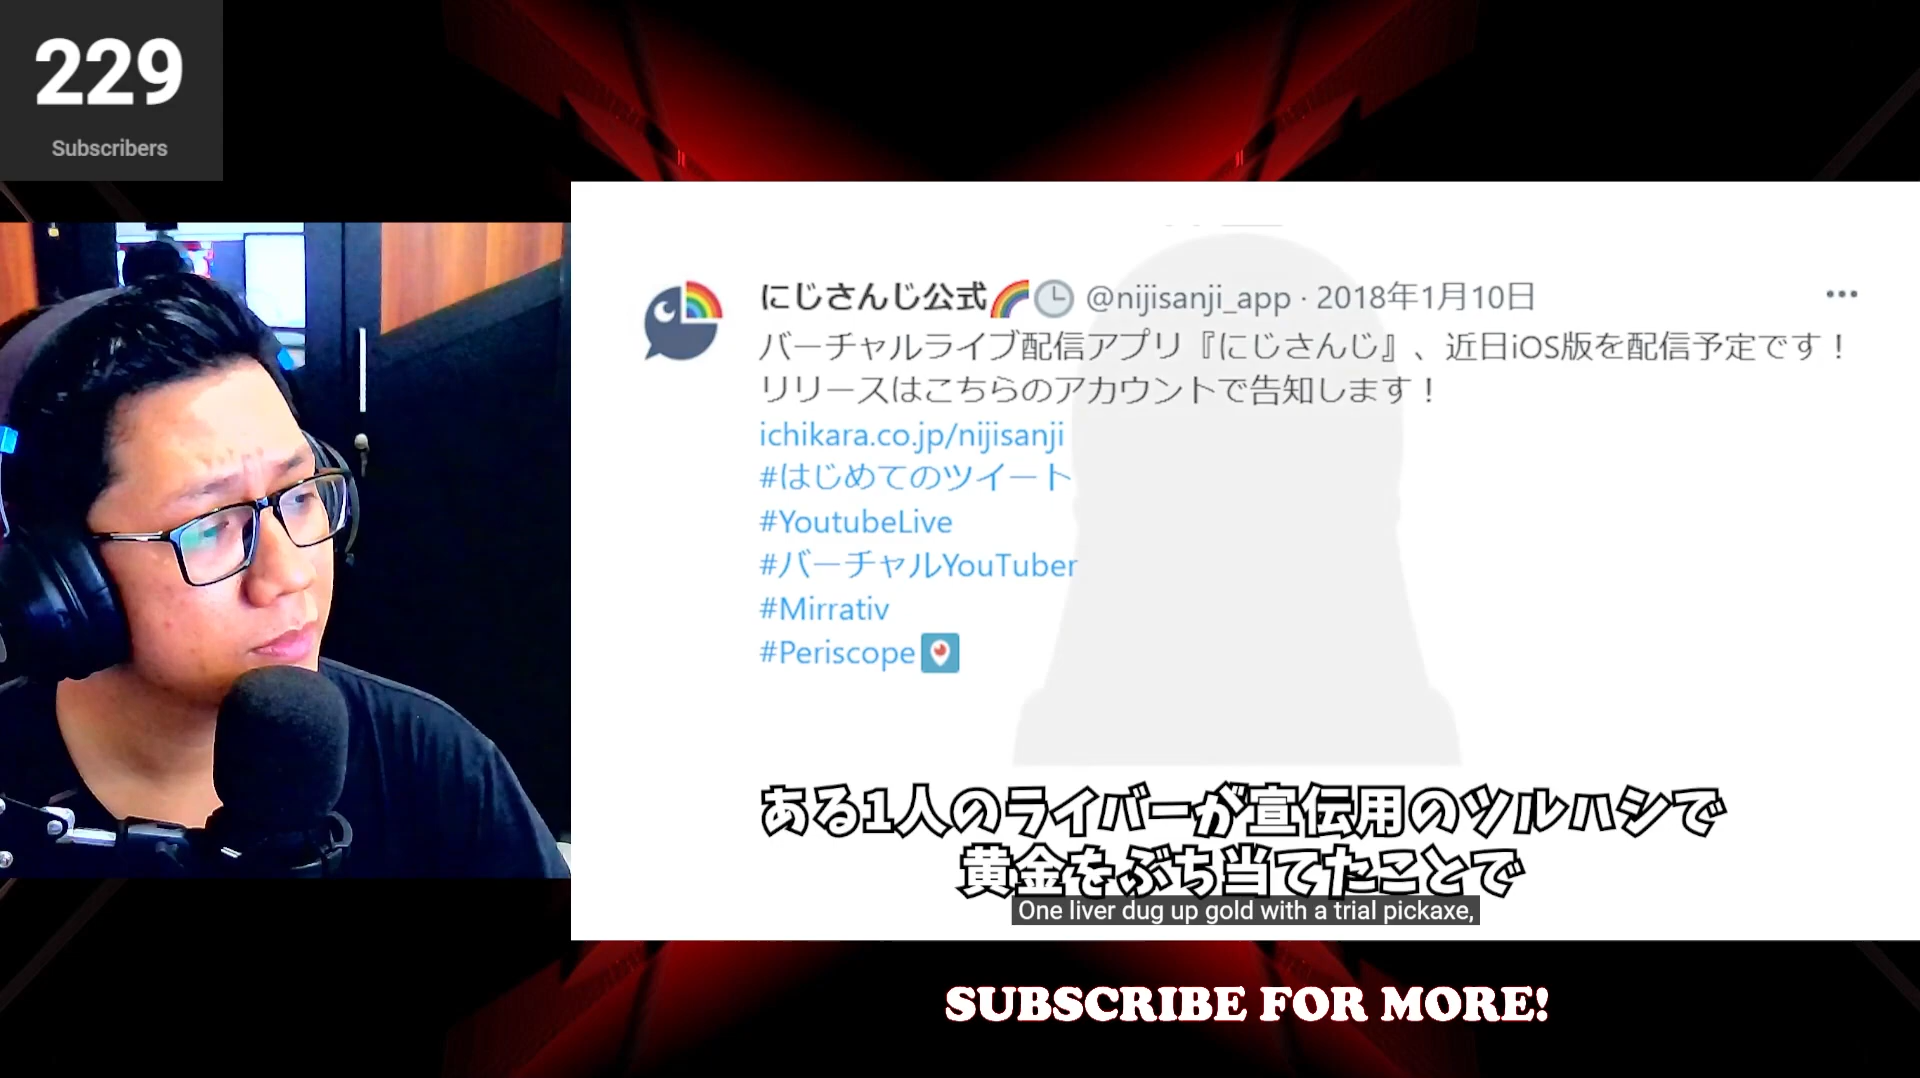 229
Subscribers
にじさんじ公式🌈🕒 @nijisanji_app · 2018年1月10日
バーチャルライブ配信アプリ『にじさんじ』、近日iOS版を配信予定です！
リリースはこちらのアカウントで告知します！
ichikara.co.jp/nijisanji
#はじめてのツイート
#YoutubeLive
#バーチャルYouTuber
#Mirrativ
#Periscope
ある1人のライバーが宣伝用のツルハシで
黄金をぶち当てたことで
One liver dug up gold with a trial pickaxe,
SUBSCRIBE FOR MORE!